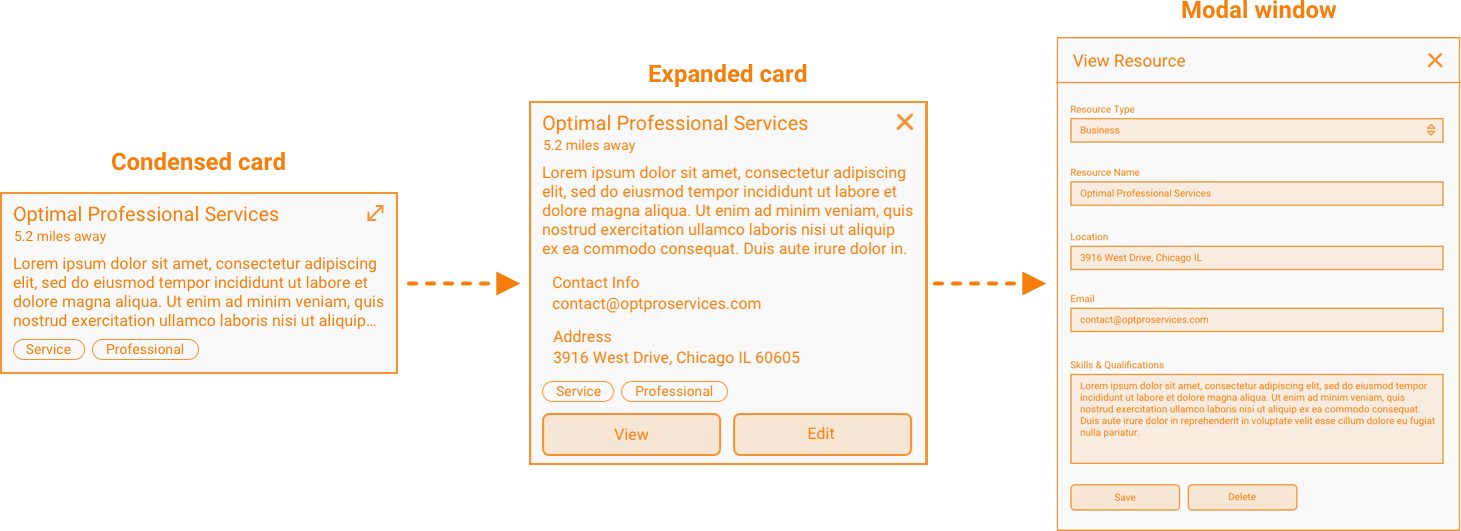 Condensed card
Optimal Professional Services
5.2 miles away
Lorem ipsum dolor sit amet, consectetur adipiscing
elit, sed do eiusmod tempor incididunt ut labore et
dolore magna aliqua. Ut enim ad minim veniam, quis
nostrud exercitation ullamco laboris nisi ut aliquip...
Service
Professional
Expanded card
Optimal Professional Services
5.2 miles away
Lorem ipsum dolor sit amet, consectetur adipiscing
elit, sed do eiusmod tempor incididunt ut labore et
dolore magna aliqua. Ut enim ad minim veniam, quis
nostrud exercitation ullamco laboris nisi ut aliquip
ex ea commodo consequat. Duis aute irure dolor in.
Contact Info
contact@optproservices.com
Address
3916 West Drive, Chicago IL 60605
Service
Professional
View
Edit
Modal window
View Resource
Resource Type
Business
Resource Name
Optimal Professional Services
Location
3916 West Drive, Chicago IL
Email
contact@optproservices.com
Skills & Qualifications
Lorem ipsum dolor sit amet, consectetur adipiscing elit, sed do eiusmod tempor
incididunt ut labore et dolore magna aliqua. Ut enim ad minim veniam, quis
nostrud exercitation ullamco laboris nisi ut aliquip ex ea commodo consequat.
Duis aute irure dolor in reprehenderit in voluptate velit esse cillum dolore eu fugiat
nulla pariatur.
Save
Delete